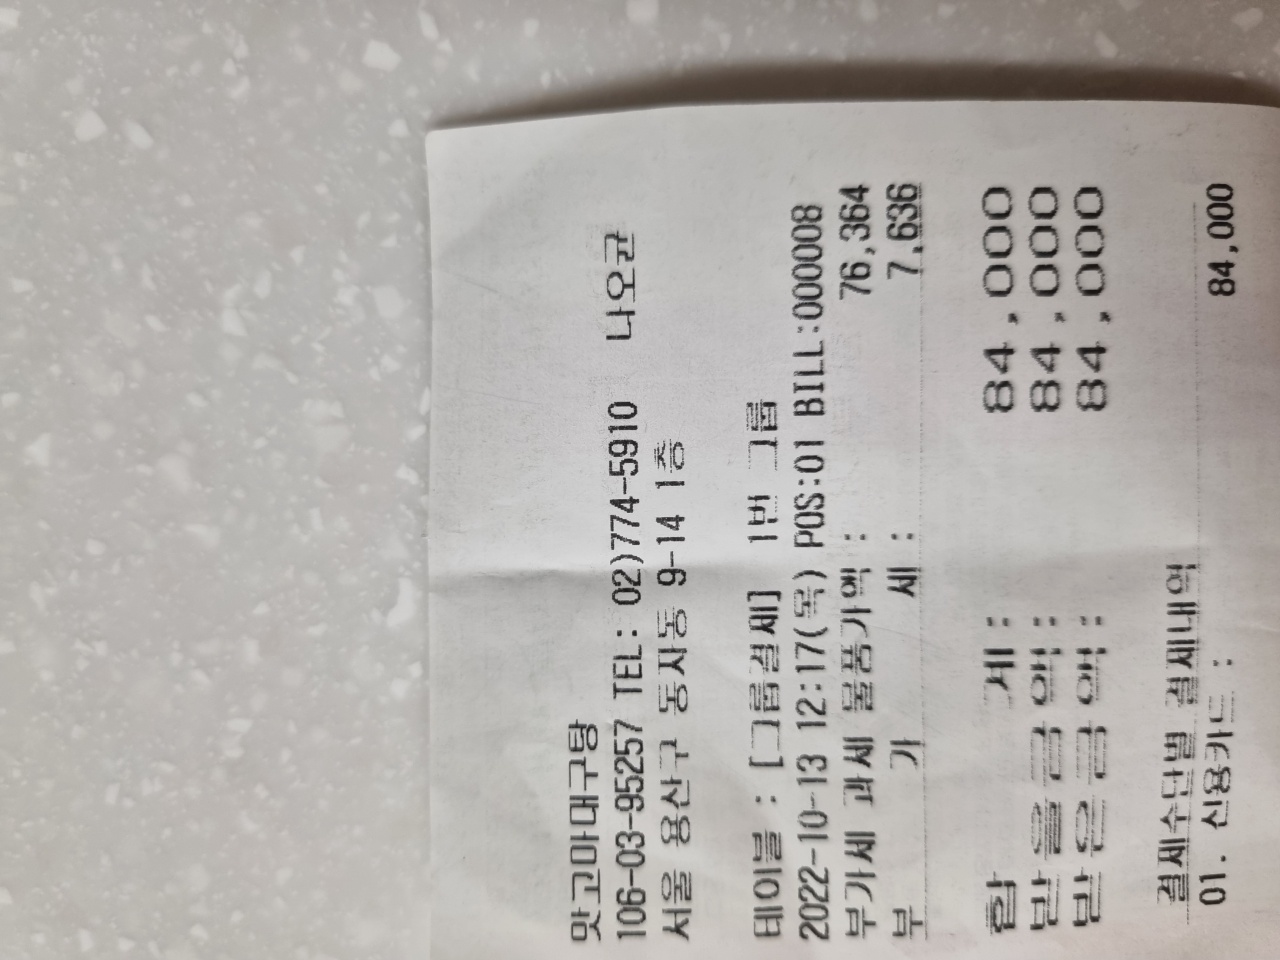 맛고마대구탕
106-03-95257 TEL: 02)774-5910 나오균
서울 용산구 동자동 9-14 1층
테이블 : [그룹결제] 1번 그룹
2022-10-13 12:17(목) POS:01 BILL:000008
부가세 과세 물품가액 : 76,364
부 가 세 : 7,636
합 계 : 84,000
받을금액 : 84,000
받은금액 : 84,000
결제수단별 결제내역
01. 신용카드 : 84,000